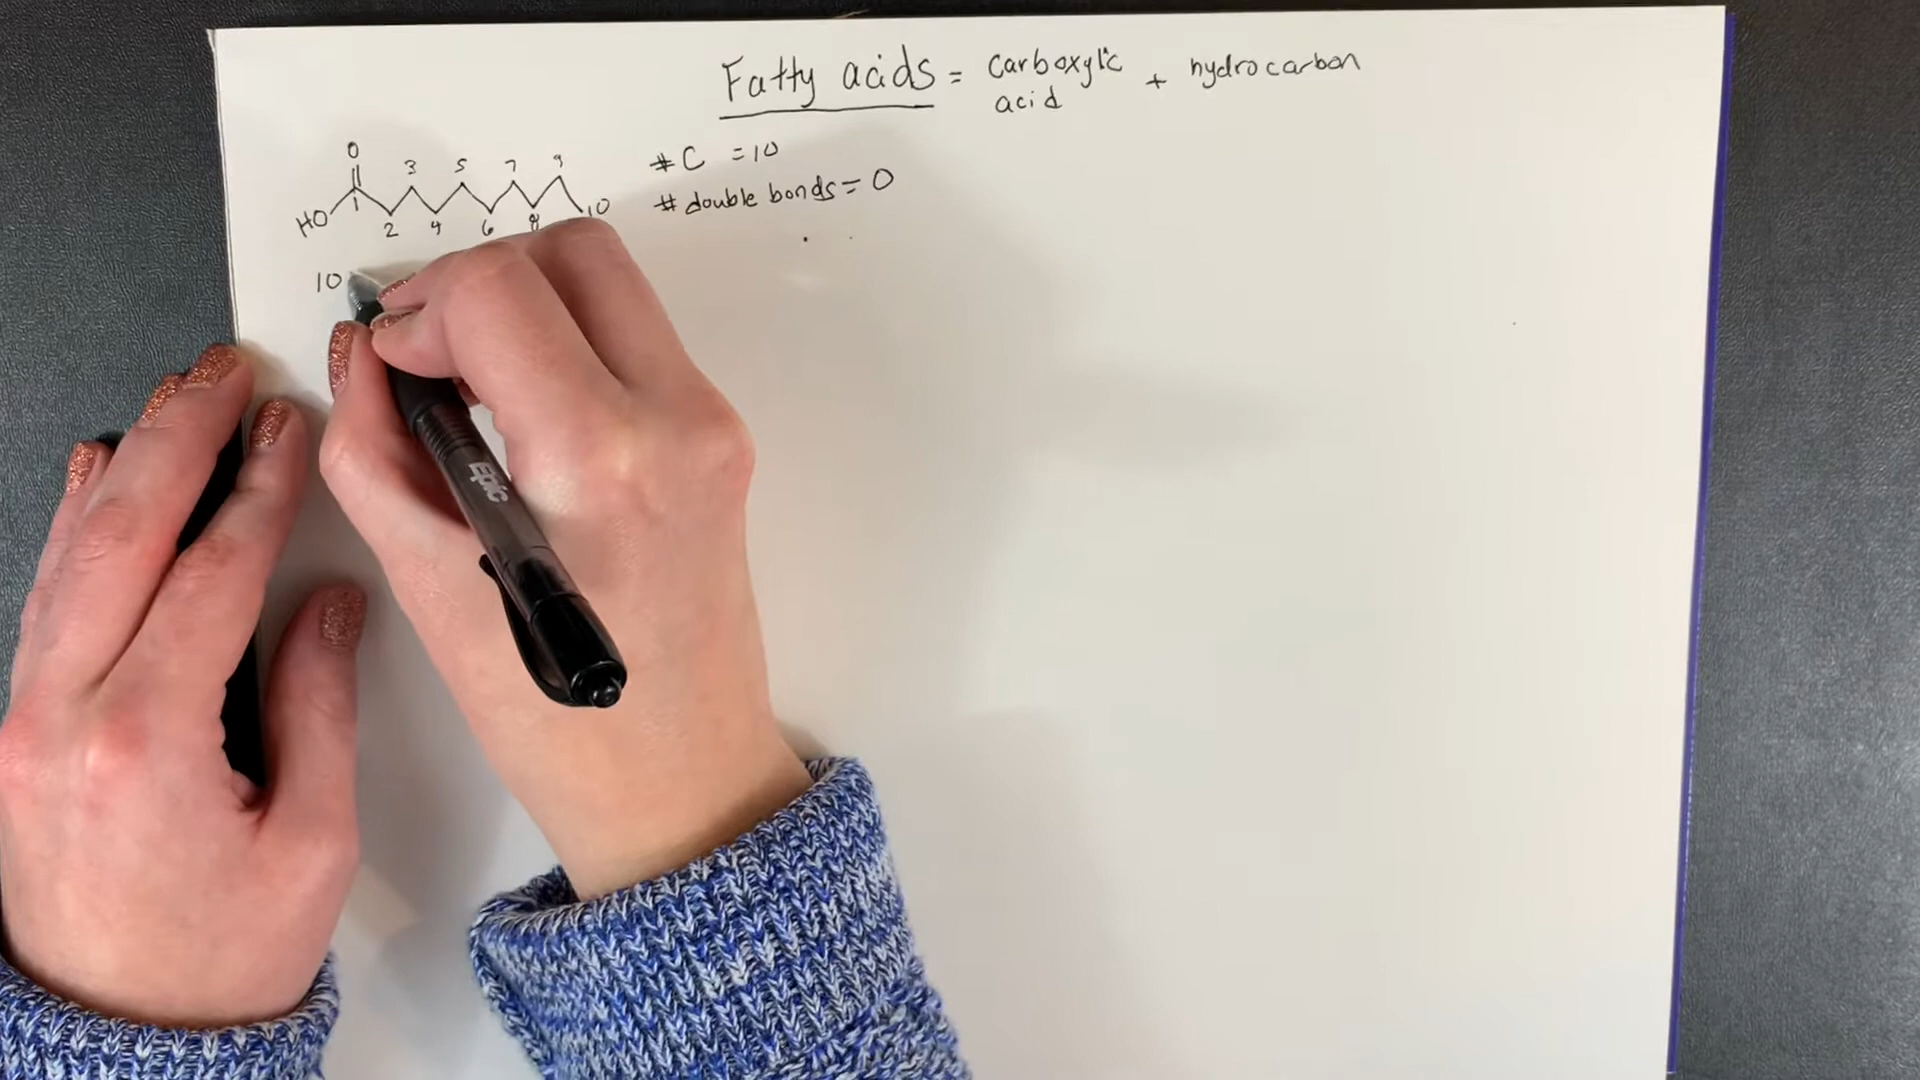 Fatty acids = carboxylic acid + hydrocarbon
O
3 5 7 9
# C = 10
HO 1 10
2 4 6 8
# double bonds = 0
10
Epic